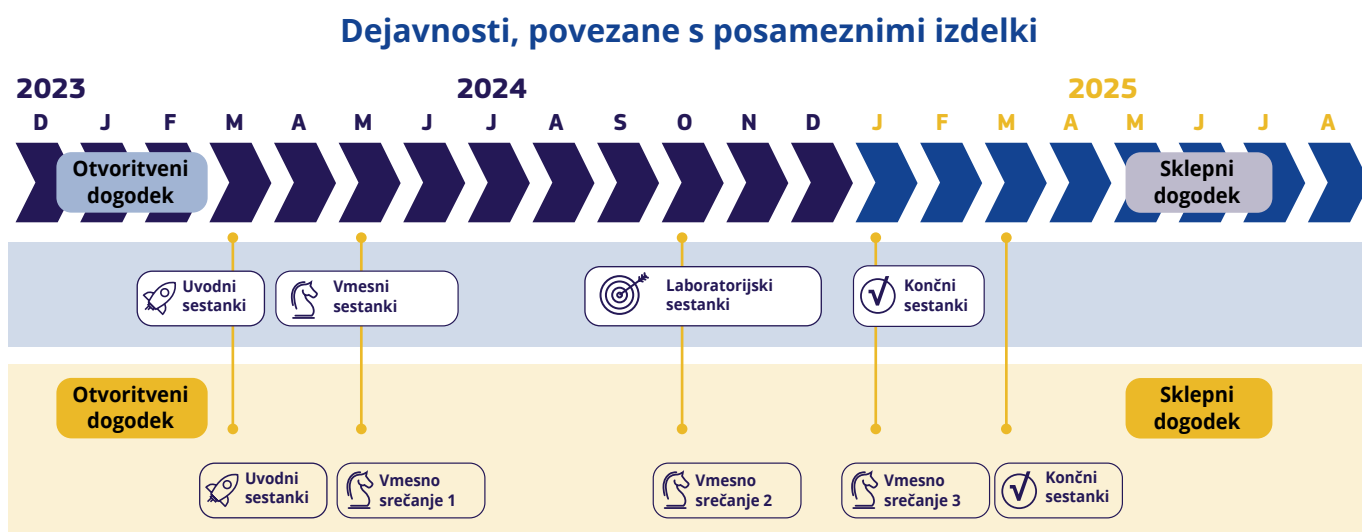 Dejavnosti, povezane s posameznimi izdelki
2023 2024 2025
D J F M A M J J A S O N D J F M A M J J A
Otvoritveni
dogodek
Sklepni
dogodek
Uvodni
sestanki
Vmesni
sestanki
Laboratorijski
sestanki
Končni
sestanki
Otvoritveni
dogodek
Sklepni
dogodek
Uvodni
sestanki
Vmesno
srečanje 1
Vmesno
srečanje 2
Vmesno
srečanje 3
Končni
sestanki